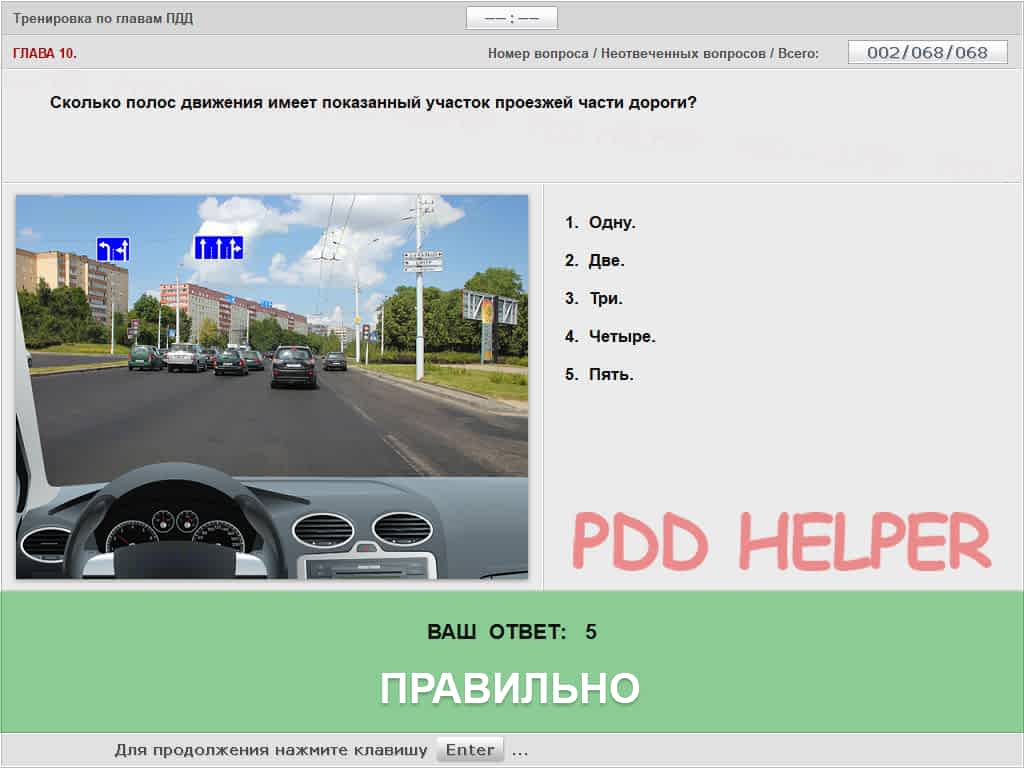 Тренировка по главам ПДД
—— : ——
ГЛАВА 10.
Номер вопроса / Неотвеченных вопросов / Всего:
002/068/068
Сколько полос движения имеет показанный участок проезжей части дороги?
1. Одну.
2. Две.
3. Три.
4. Четыре.
5. Пять.
PDD HELPER
ВАШ ОТВЕТ: 5
ПРАВИЛЬНО
Для продолжения нажмите клавишу Enter ...